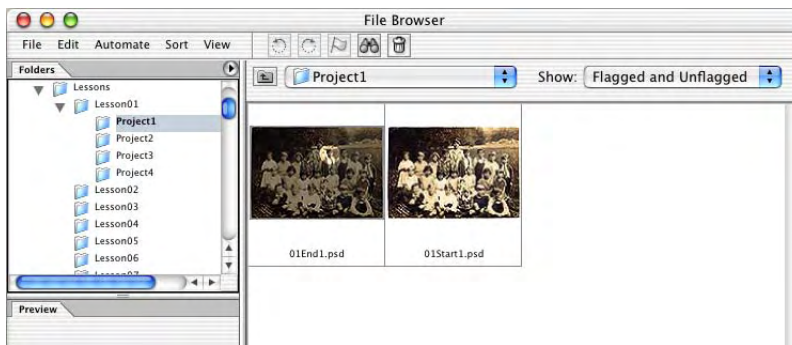 File Browser
File Edit Automate Sort View
Folders
Project1
Show: Flagged and Unflagged
Lessons
Lesson01
Project1
Project2
Project3
Project4
Lesson02
Lesson03
Lesson04
Lesson05
Lesson06
01End1.psd
01Start1.psd
Preview